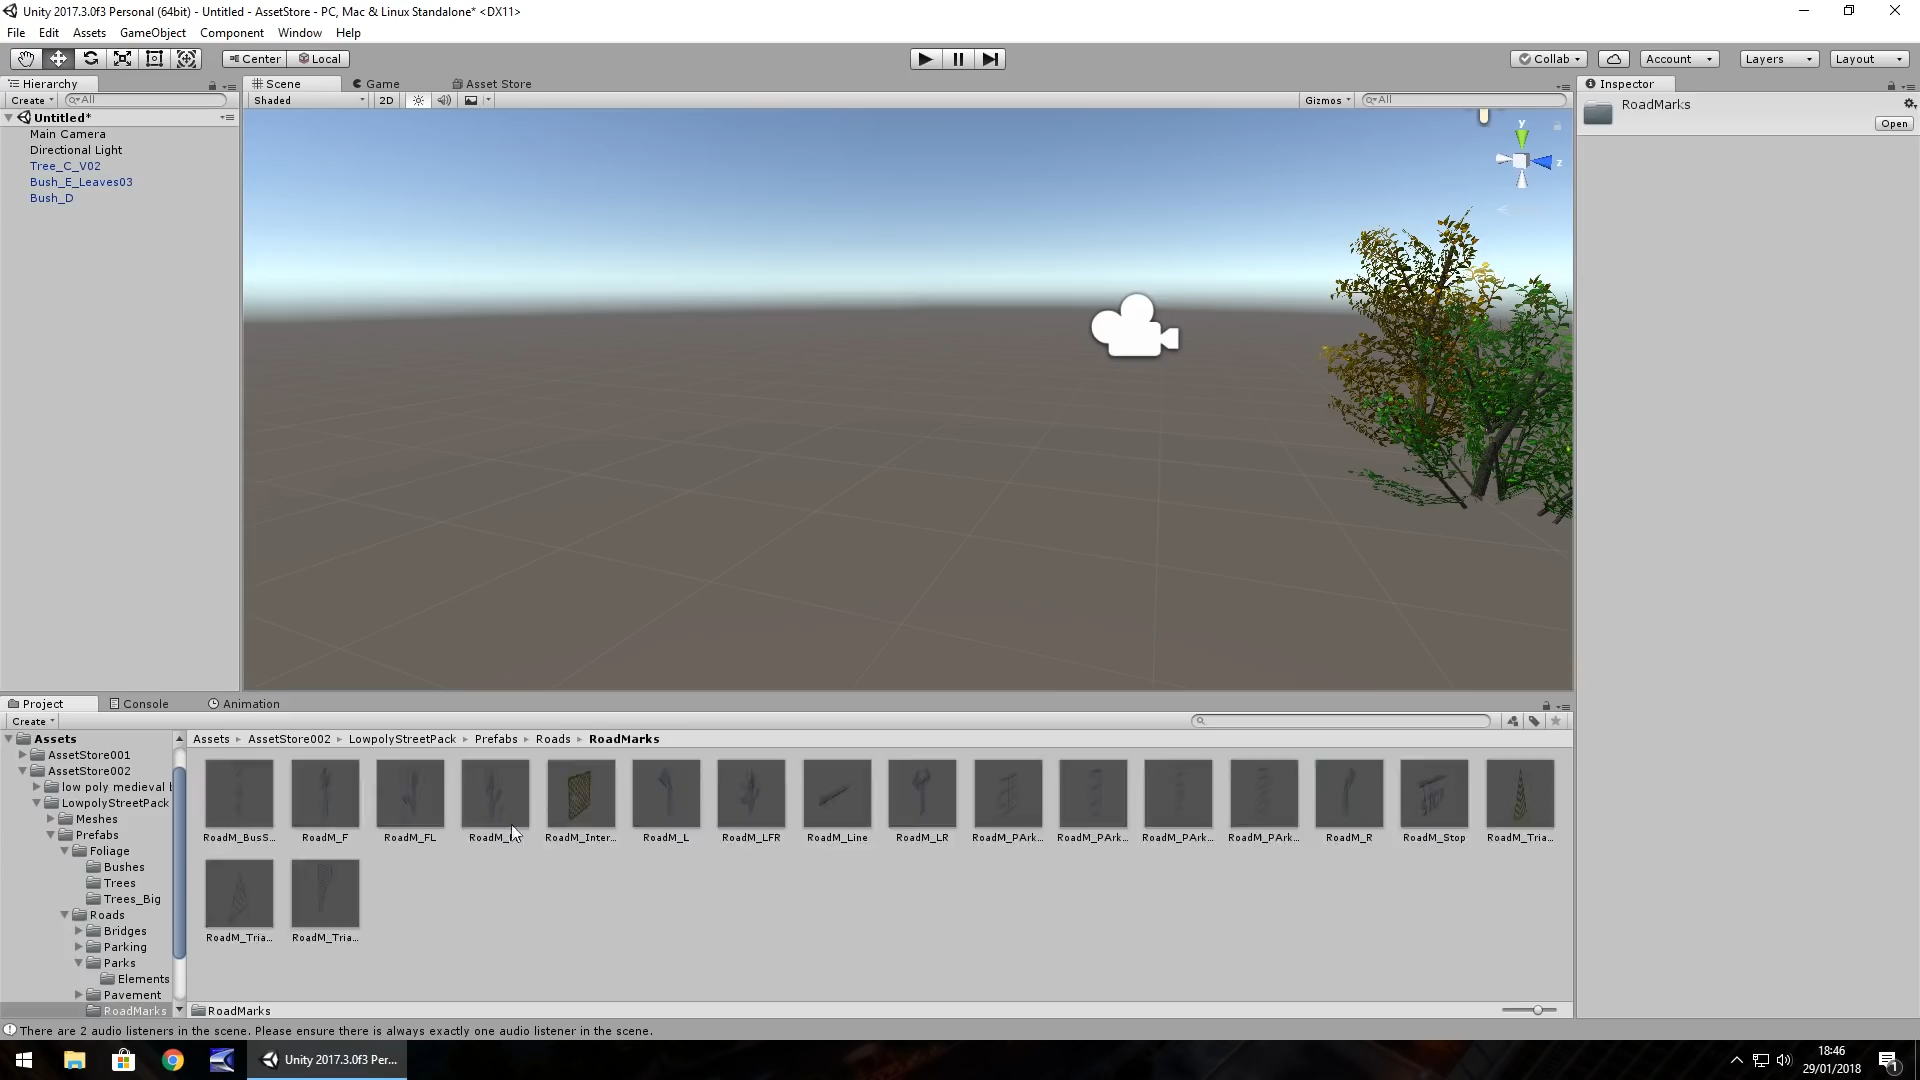 Unity 2017.3.0f3 Personal (64bit) - Untitled - AssetStore - PC, Mac & Linux Standalone* <DX11>
File Edit Assets GameObject Component Window Help
Center Local Collab Account Layers Layout
Hierarchy Scene Game Asset Store Inspector
Create All Shaded 2D Gizmos All RoadMarks
Untitled* Open
Main Camera
Directional Light
Tree_C_V02
Bush_E_Leaves03
Bush_D
y
z
Project Console Animation
Create
Assets Assets AssetStore002 LowpolyStreetPack Prefabs Roads RoadMarks
AssetStore001
AssetStore002
low poly medieval
LowpolyStreetPack
Meshes
Prefabs
RoadM_BusS... RoadM_F RoadM_FL RoadM_ RoadM_Inter... RoadM_L RoadM_LFR RoadM_Line RoadM_LR RoadM_PArk... RoadM_PArk... RoadM_PArk... RoadM_PArk... RoadM_R RoadM_Stop RoadM_Tria...
Foliage
Bushes
Trees
Trees_Big
Roads
Bridges
RoadM_Tria... RoadM_Tria...
Parking
Parks
Elements
Pavement
RoadMarks RoadMarks
There are 2 audio listeners in the scene. Please ensure there is always exactly one audio listener in the scene.
Unity 2017.3.0f3 Per...
18:46
29/01/2018
1